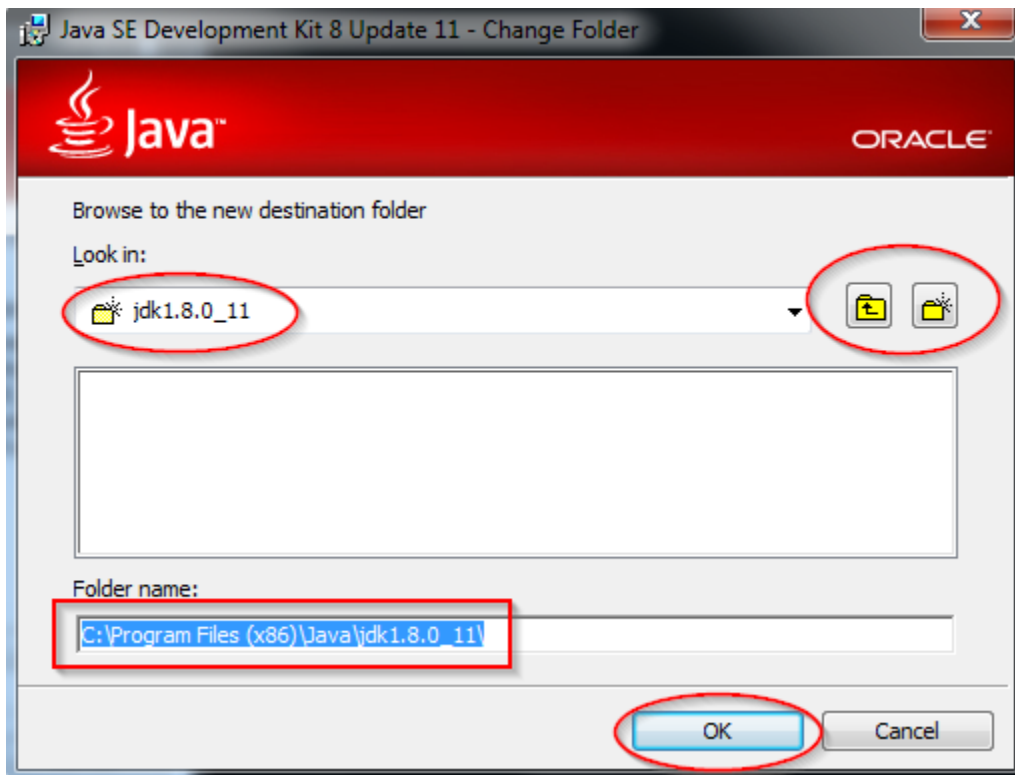 Java SE Development Kit 8 Update 11 - Change Folder
Java™
ORACLE
Browse to the new destination folder
Look in:
jdk1.8.0_11
Folder name:
C:\Program Files (x86)\Java\jdk1.8.0_11\
OK
Cancel